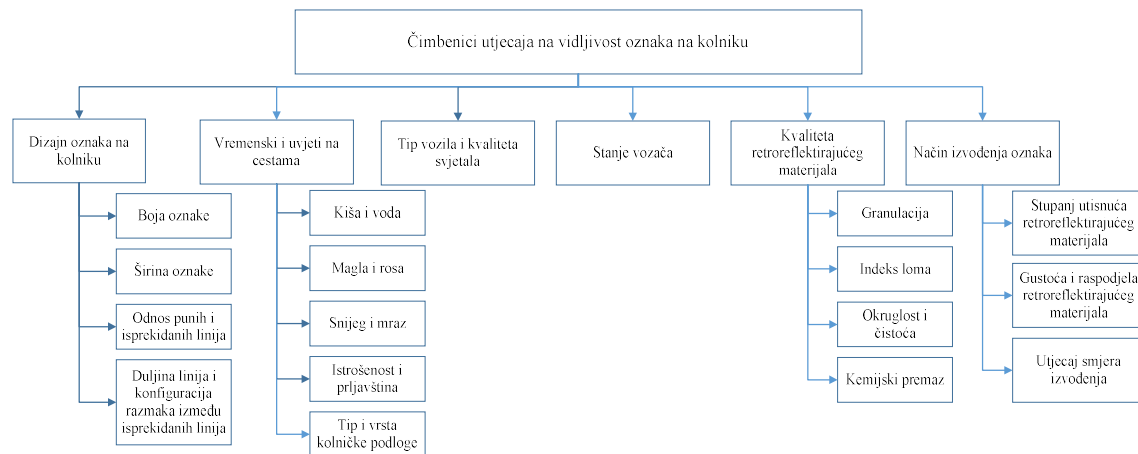 Čimbenici utjecaja na vidljivost oznaka na kolniku
Dizajn oznaka na
kolniku
Boja oznake
Širina oznake
Odnos punih i
isprekidanih linija
Duljina linija i
konfiguracija
razmaka između
isprekidanih linija
Vremenski i uvjeti na
cestama
Kiša i voda
Magla i rosa
Snijeg i mraz
Istrošenost i
prljavština
Tip i vrsta
kolničke podloge
Tip vozila i kvaliteta
svjetala
Stanje vozača
Kvaliteta
retroreflektirajućeg
materijala
Granulacija
Indeks loma
Okruglost i
čistoća
Kemijski premaz
Način izvođenja oznaka
Stupanj utisnuća
retroreflektirajućeg
materijala
Gustoća i raspodjela
retroreflektirajućeg
materijala
Utjecaj smjera
izvođenja